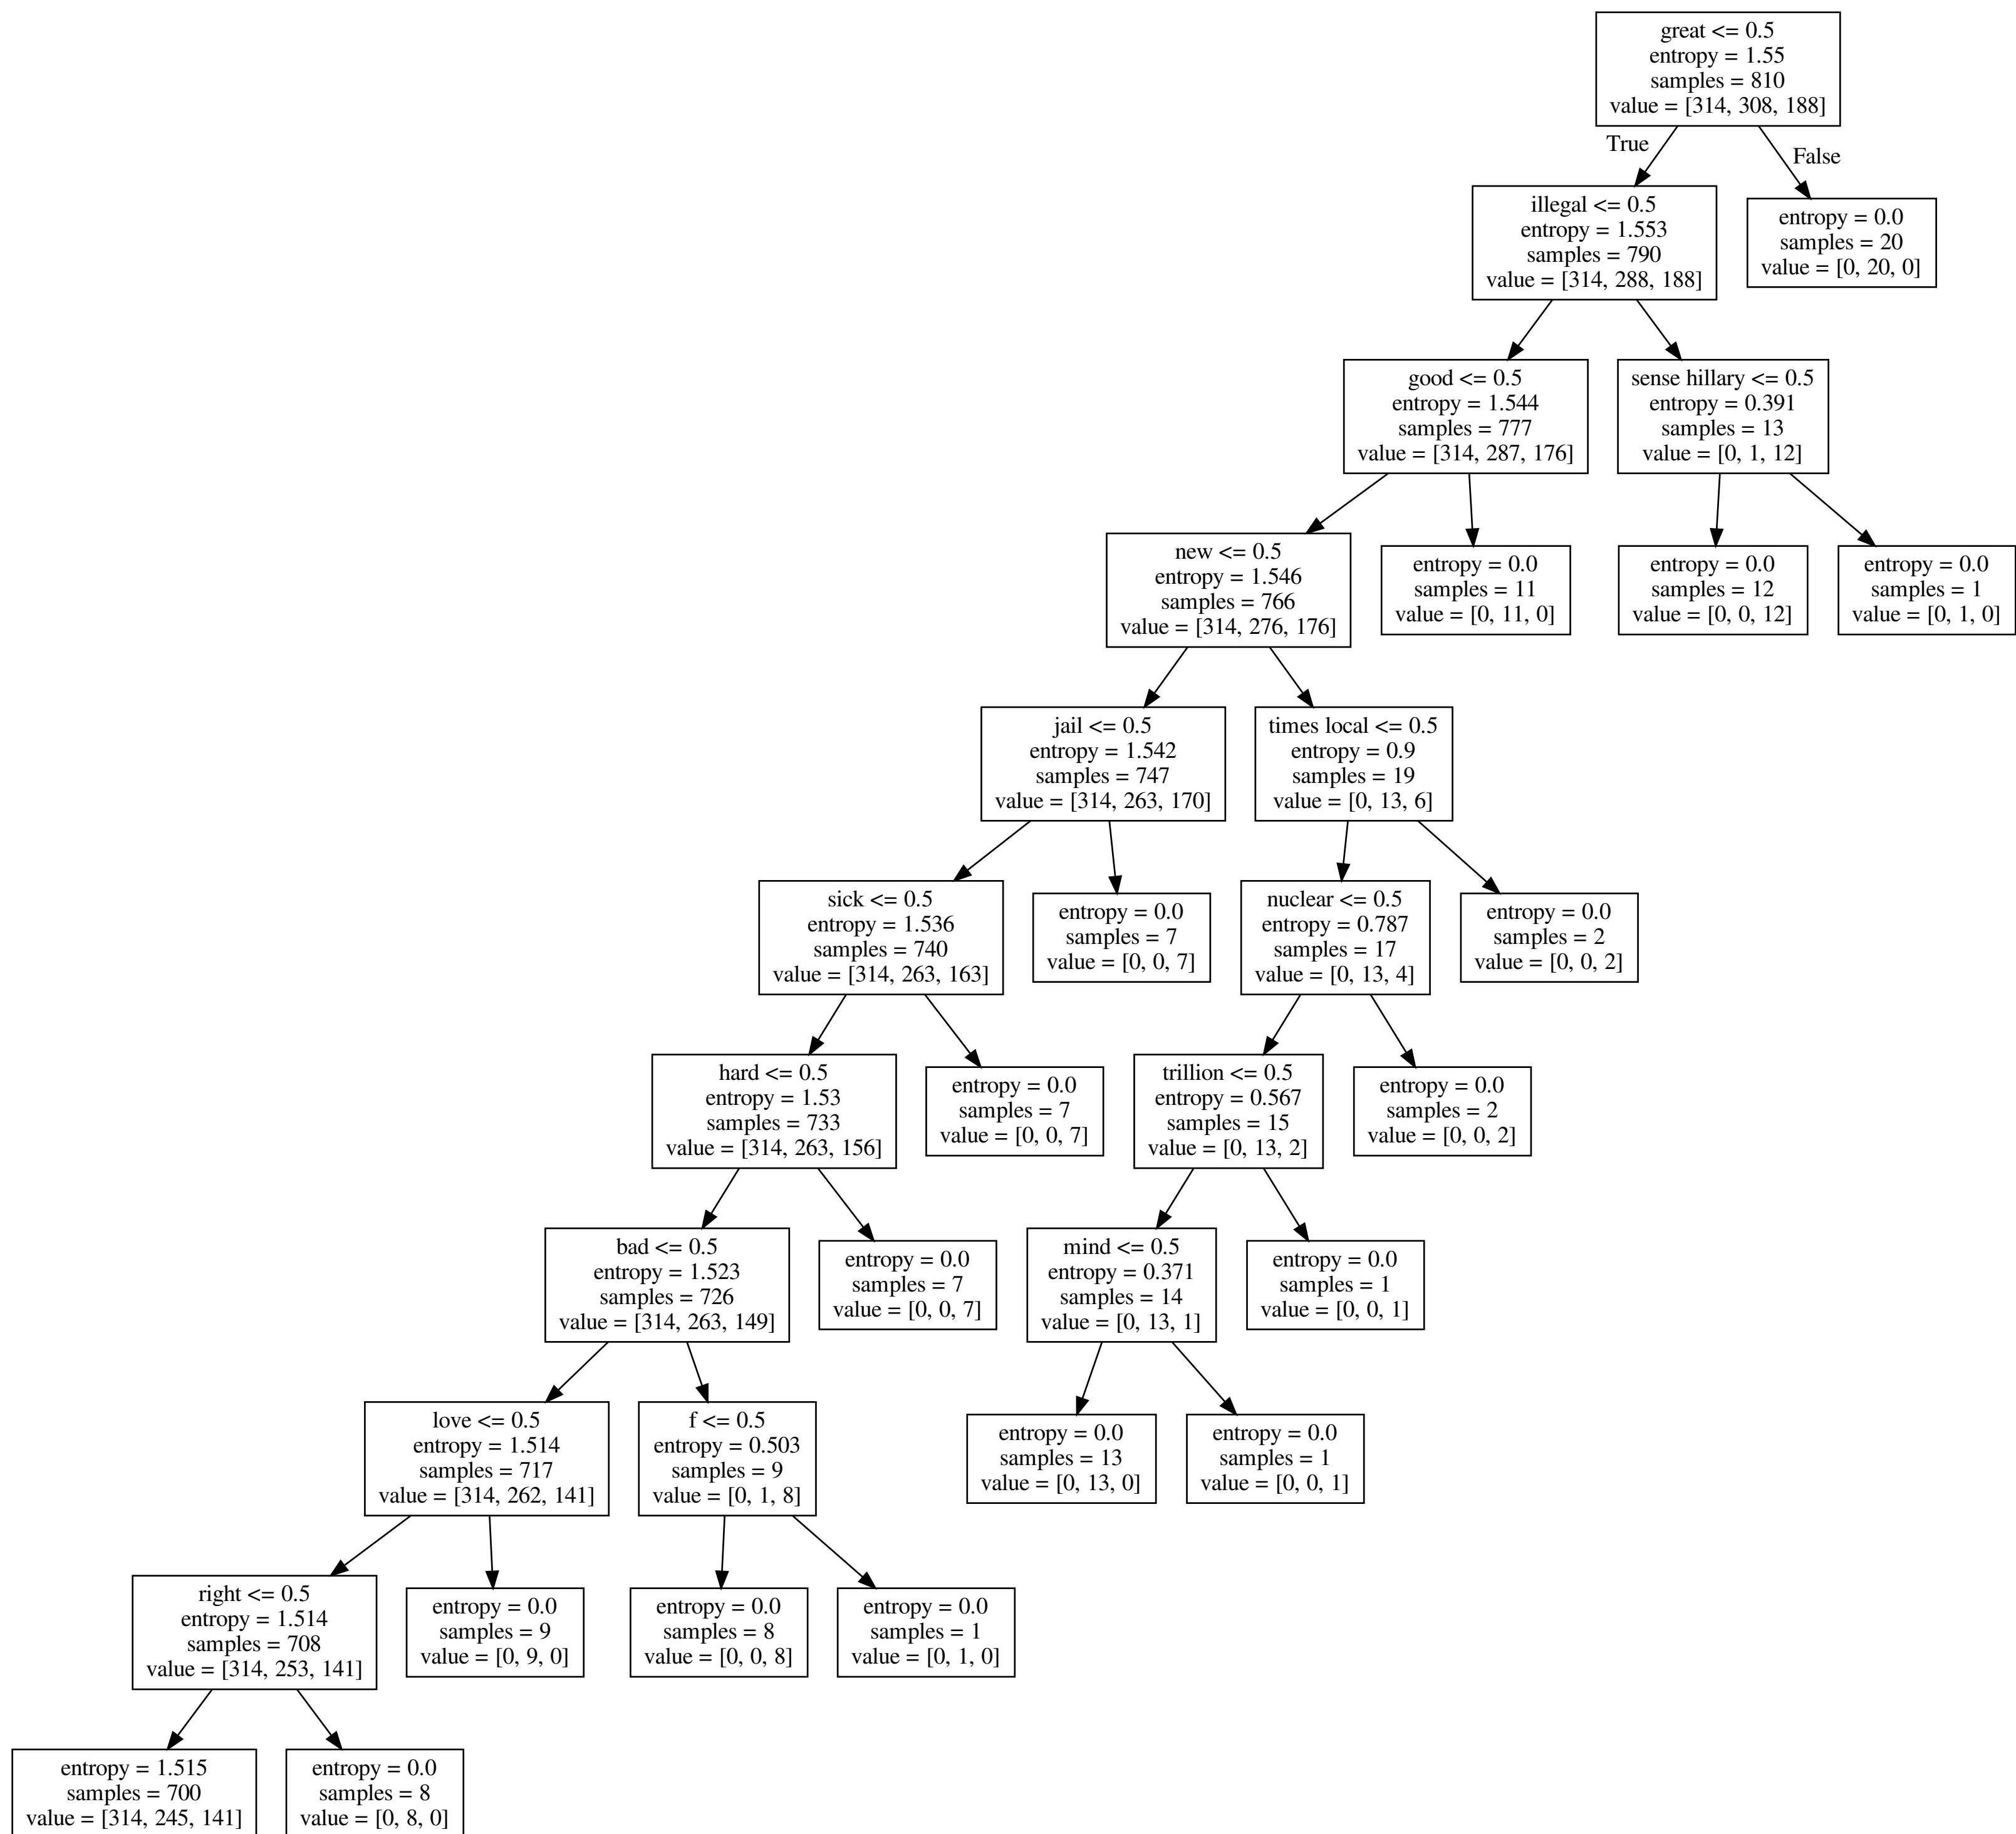 great <= 0.5
entropy = 1.55
samples = 810
value = [314, 308, 188]
True
False
illegal <= 0.5
entropy = 1.553
samples = 790
value = [314, 288, 188]
entropy = 0.0
samples = 20
value = [0, 20, 0]
good <= 0.5
entropy = 1.544
samples = 777
value = [314, 287, 176]
sense hillary <= 0.5
entropy = 0.391
samples = 13
value = [0, 1, 12]
new <= 0.5
entropy = 1.546
samples = 766
value = [314, 276, 176]
entropy = 0.0
samples = 11
value = [0, 11, 0]
entropy = 0.0
samples = 12
value = [0, 0, 12]
entropy = 0.0
samples = 1
value = [0, 1, 0]
jail <= 0.5
entropy = 1.542
samples = 747
value = [314, 263, 170]
times local <= 0.5
entropy = 0.9
samples = 19
value = [0, 13, 6]
sick <= 0.5
entropy = 1.536
samples = 740
value = [314, 263, 163]
entropy = 0.0
samples = 7
value = [0, 0, 7]
nuclear <= 0.5
entropy = 0.787
samples = 17
value = [0, 13, 4]
entropy = 0.0
samples = 2
value = [0, 0, 2]
hard <= 0.5
entropy = 1.53
samples = 733
value = [314, 263, 156]
entropy = 0.0
samples = 7
value = [0, 0, 7]
trillion <= 0.5
entropy = 0.567
samples = 15
value = [0, 13, 2]
entropy = 0.0
samples = 2
value = [0, 0, 2]
bad <= 0.5
entropy = 1.523
samples = 726
value = [314, 263, 149]
entropy = 0.0
samples = 7
value = [0, 0, 7]
mind <= 0.5
entropy = 0.371
samples = 14
value = [0, 13, 1]
entropy = 0.0
samples = 1
value = [0, 0, 1]
love <= 0.5
entropy = 1.514
samples = 717
value = [314, 262, 141]
f <= 0.5
entropy = 0.503
samples = 9
value = [0, 1, 8]
entropy = 0.0
samples = 13
value = [0, 13, 0]
entropy = 0.0
samples = 1
value = [0, 0, 1]
right <= 0.5
entropy = 1.514
samples = 708
value = [314, 253, 141]
entropy = 0.0
samples = 9
value = [0, 9, 0]
entropy = 0.0
samples = 8
value = [0, 0, 8]
entropy = 0.0
samples = 1
value = [0, 1, 0]
entropy = 1.515
samples = 700
value = [314, 245, 141]
entropy = 0.0
samples = 8
value = [0, 8, 0]